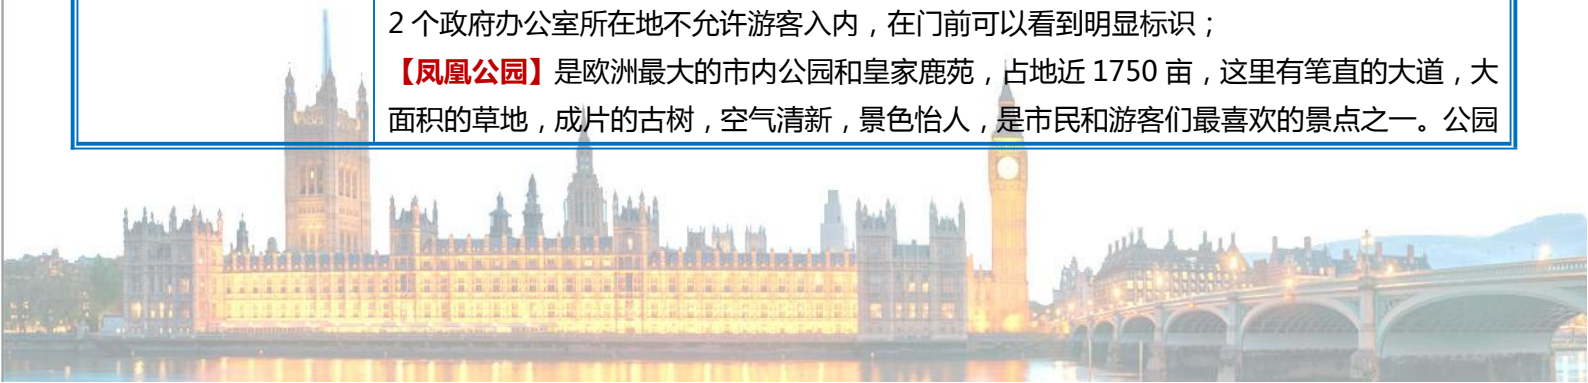 2 个政府办公室所在地不允许游客入内，在门前可以看到明显标识；
【凤凰公园】是欧洲最大的市内公园和皇家鹿苑，占地近 1750 亩，这里有笔直的大道，大
面积的草地，成片的古树，空气清新，景色怡人，是市民和游客们最喜欢的景点之一。公园